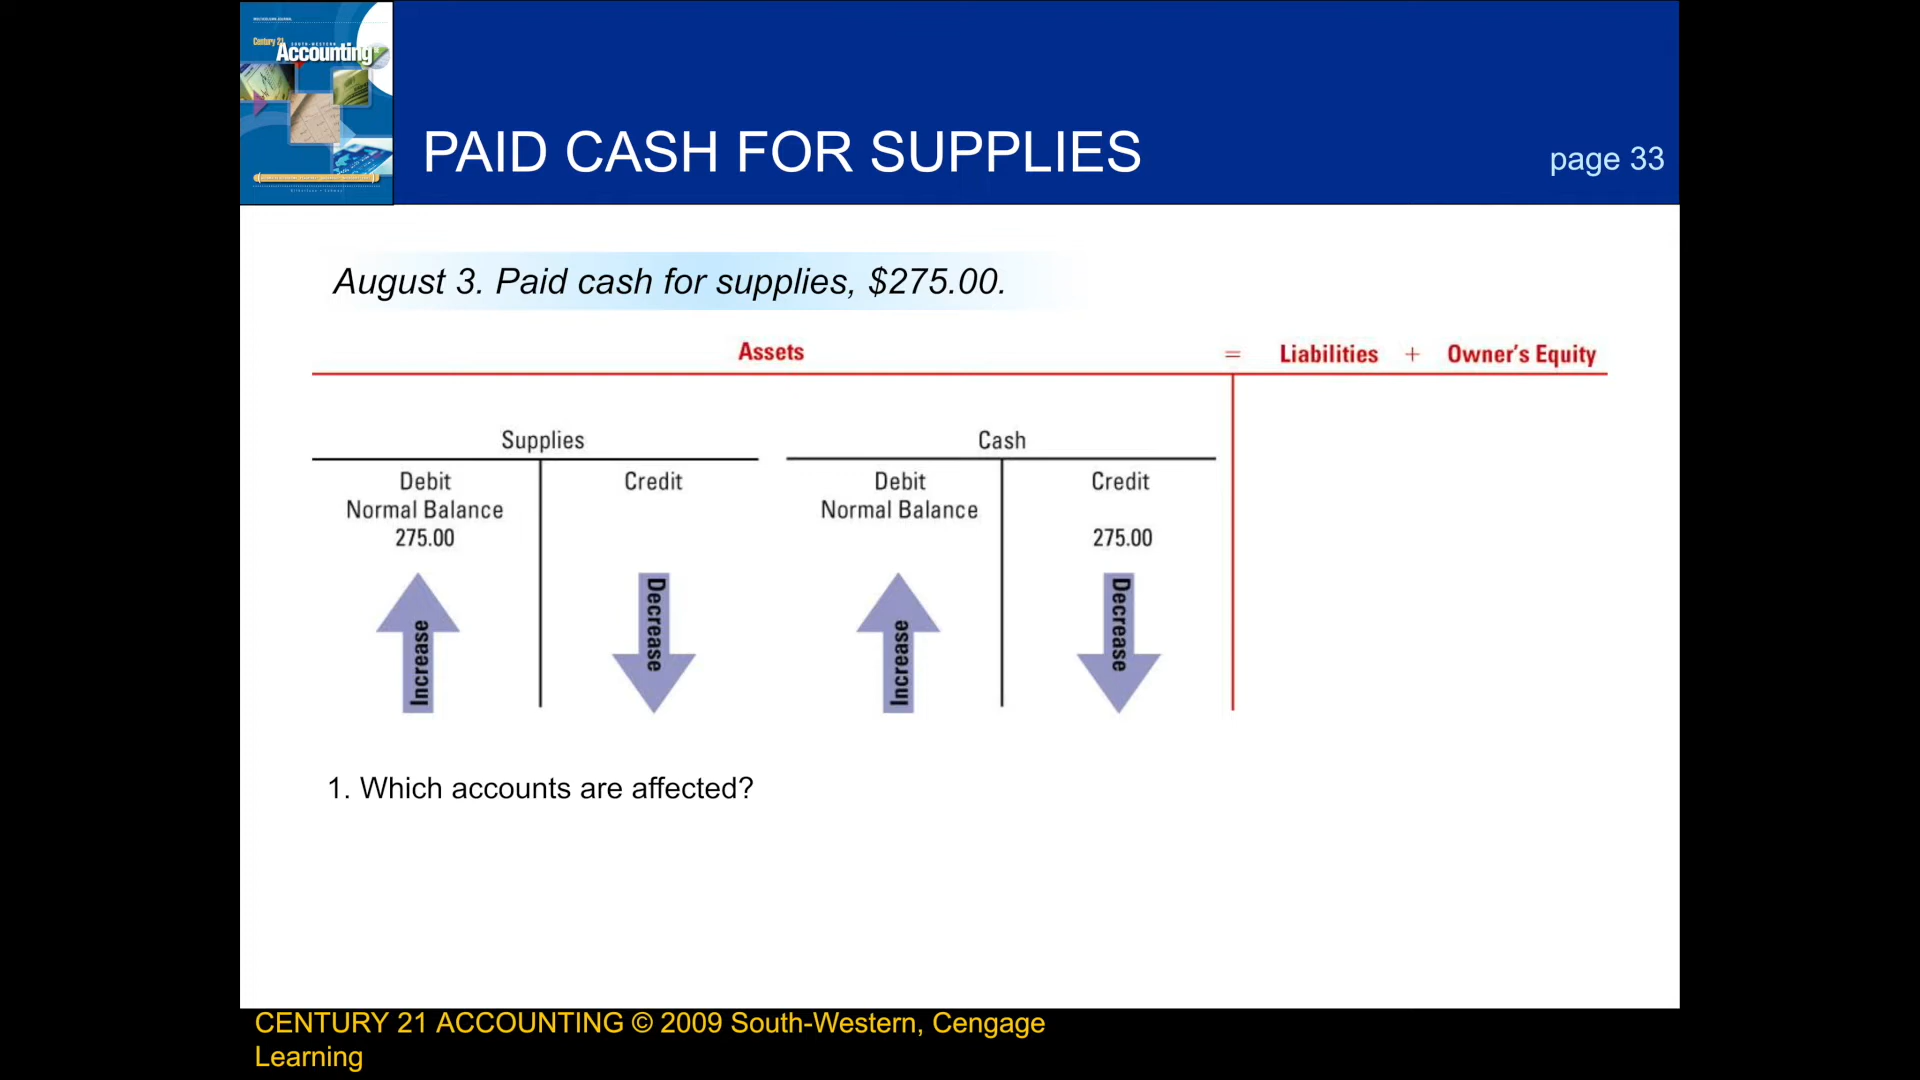 Century 21
SOUTH-WESTERN
Accounting
PAID CASH FOR SUPPLIES
page 33
August 3. Paid cash for supplies, $275.00.
Assets = Liabilities + Owner's Equity
Supplies Cash
Debit Credit Debit Credit
Normal Balance Normal Balance
275.00 275.00
Increase Decrease Increase Decrease
1. Which accounts are affected?
CENTURY 21 ACCOUNTING © 2009 South-Western, Cengage
Learning